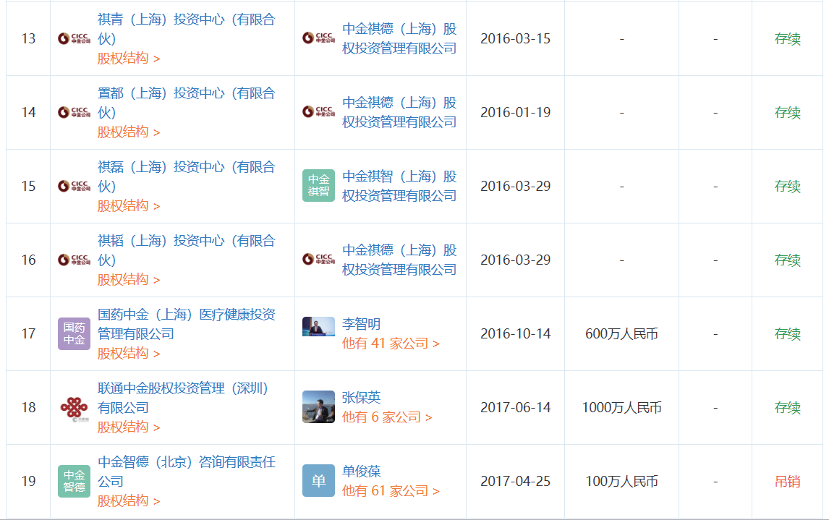 13
CICC
中金公司
祺青（上海）投资中心（有限合
伙）
股权结构 >
CICC
中金公司
中金祺德（上海）股
权投资管理有限公司
2016-03-15
-
-
存续
14
CICC
中金公司
置都（上海）投资中心（有限合
伙）
股权结构 >
CICC
中金公司
中金祺德（上海）股
权投资管理有限公司
2016-01-19
-
-
存续
15
CICC
中金公司
祺磊（上海）投资中心（有限合
伙）
股权结构 >
中金
祺智
中金祺智（上海）股
权投资管理有限公司
2016-03-29
-
-
存续
16
CICC
中金公司
祺韬（上海）投资中心（有限合
伙）
股权结构 >
CICC
中金公司
中金祺德（上海）股
权投资管理有限公司
2016-03-29
-
-
存续
17
国药
中金
国药中金（上海）医疗健康投资
管理有限公司
股权结构 >
李智明
他有 41 家公司 >
2016-10-14
600万人民币
-
存续
18
联通中金股权投资管理（深圳）
有限公司
股权结构 >
张保英
他有 6 家公司 >
2017-06-14
1000万人民币
-
存续
19
中金
智德
中金智德（北京）咨询有限责任
公司
股权结构 >
单
单俊葆
他有 61 家公司 >
2017-04-25
100万人民币
-
吊销